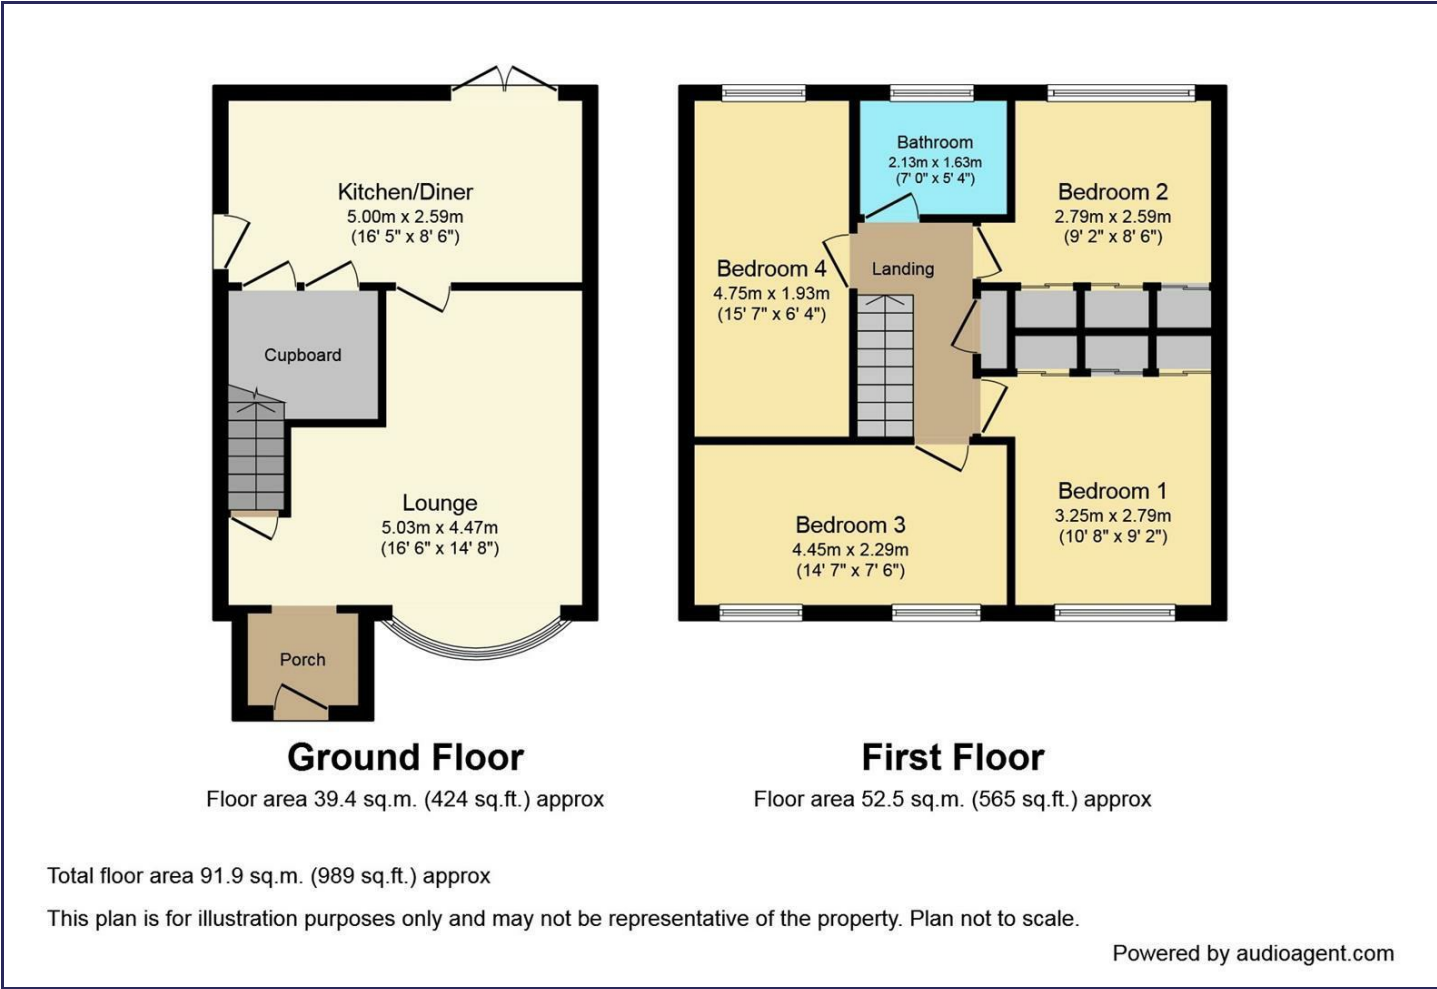 Kitchen/Diner
5.00m x 2.59m
(16' 5" x 8' 6")
Cupboard
Lounge
5.03m x 4.47m
(16' 6" x 14' 8")
Porch
Ground Floor
Floor area 39.4 sq.m. (424 sq.ft.) approx
Bathroom
2.13m x 1.63m
(7' 0" x 5' 4")
Bedroom 2
2.79m x 2.59m
(9' 2" x 8' 6")
Landing
Bedroom 4
4.75m x 1.93m
(15' 7" x 6' 4")
Bedroom 1
3.25m x 2.79m
(10' 8" x 9' 2")
Bedroom 3
4.45m x 2.29m
(14' 7" x 7' 6")
First Floor
Floor area 52.5 sq.m. (565 sq.ft.) approx
Total floor area 91.9 sq.m. (989 sq.ft.) approx
This plan is for illustration purposes only and may not be representative of the property. Plan not to scale.
Powered by audioagent.com